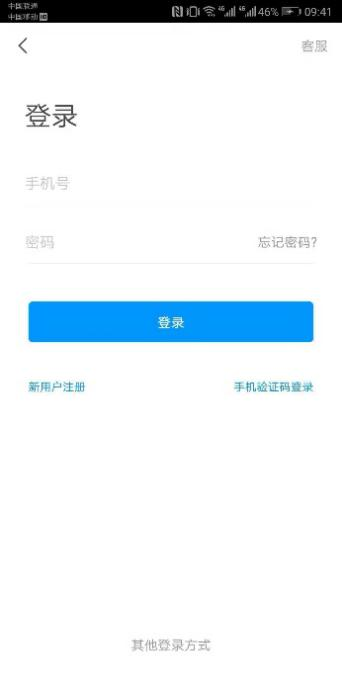 中国联通
中国移动 HD
46% 09:41
客服
登录
手机号
密码 忘记密码?
登录
新用户注册 手机验证码登录
其他登录方式